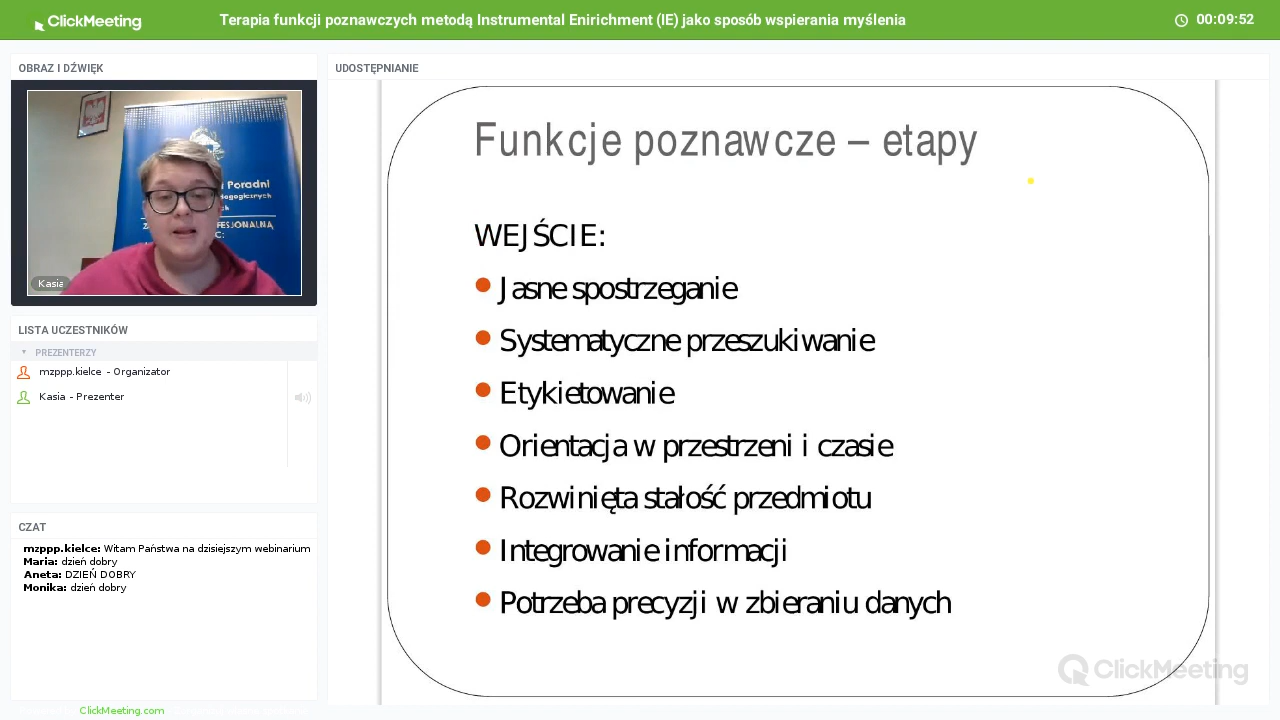 ClickMeeting
Terapia funkcji poznawczych metodą Instrumental Enirichment (IE) jako sposób wspierania myślenia
00:09:52
OBRAZ I DŹWIĘK
Poradni
Kasia
LISTA UCZESTNIKÓW
PREZENTERZY
mzppp.kielce - Organizator
Kasia - Prezenter
CZAT
mzppp.kielce: Witam Państwa na dzisiejszym webinarium
Maria: dzień dobry
Aneta: DZIEŃ DOBRY
Monika: dzień dobry
ClickMeeting.com
UDOSTĘPNIANIE
Funkcje poznawcze – etapy
WEJŚCIE:
Jasne spostrzeganie
Systematyczne przeszukiwanie
Etykietowanie
Orientacja w przestrzeni i czasie
Rozwinięta stałość przedmiotu
Integrowanie informacji
Potrzeba precyzji w zbieraniu danych
ClickMeeting